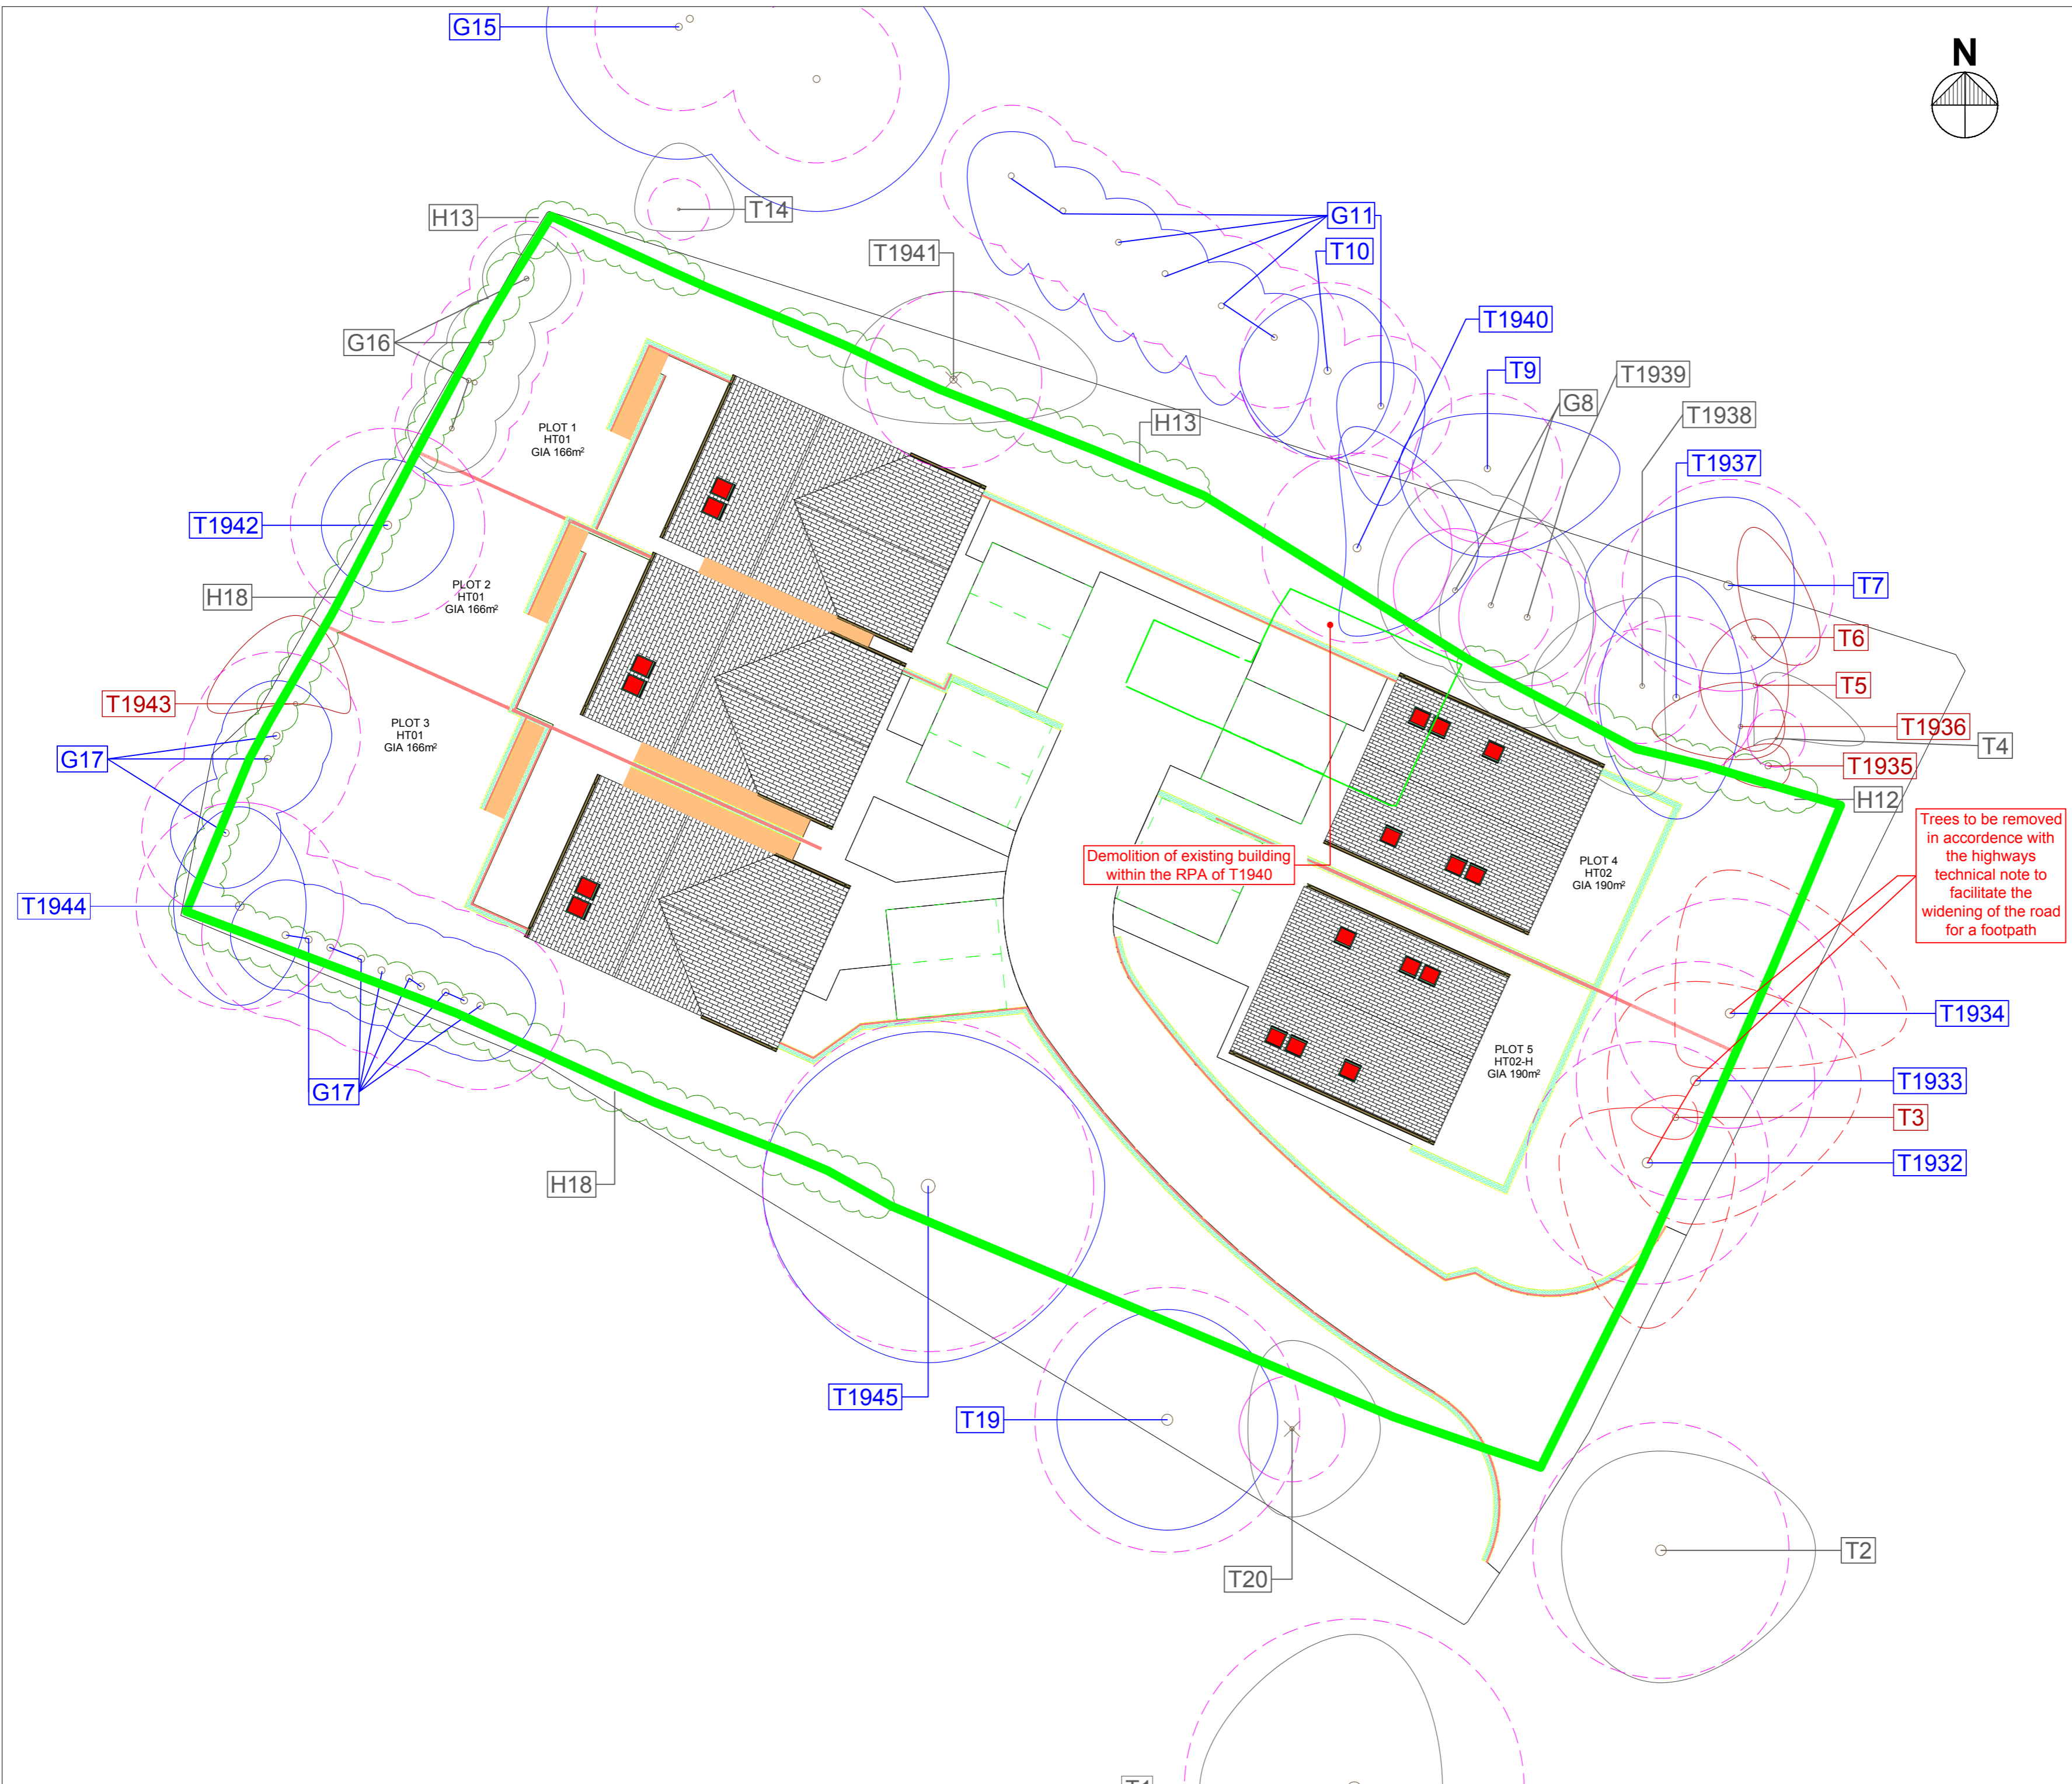 G15
N
H13
T14
T1941
G11
T10
T1940
G16
T9
T1939
G8
T1938
H13
T1937
PLOT 1
HT01
GIA 166m²
T1942
PLOT 2
HT01
GIA 166m²
H18
T7
T6
T5
T1943
PLOT 3
HT01
GIA 166m²
T1936
T4
G17
T1935
H12
Trees to be removed
in accordence with
the highways
technical note to
facilitate the
widening of the road
for a footpath
Demolition of existing building
within the RPA of T1940
PLOT 4
HT02
GIA 190m²
T1944
T1934
PLOT 5
HT02-H
GIA 190m²
T1933
G17
T3
T1932
H18
T1945
T19
T2
T20